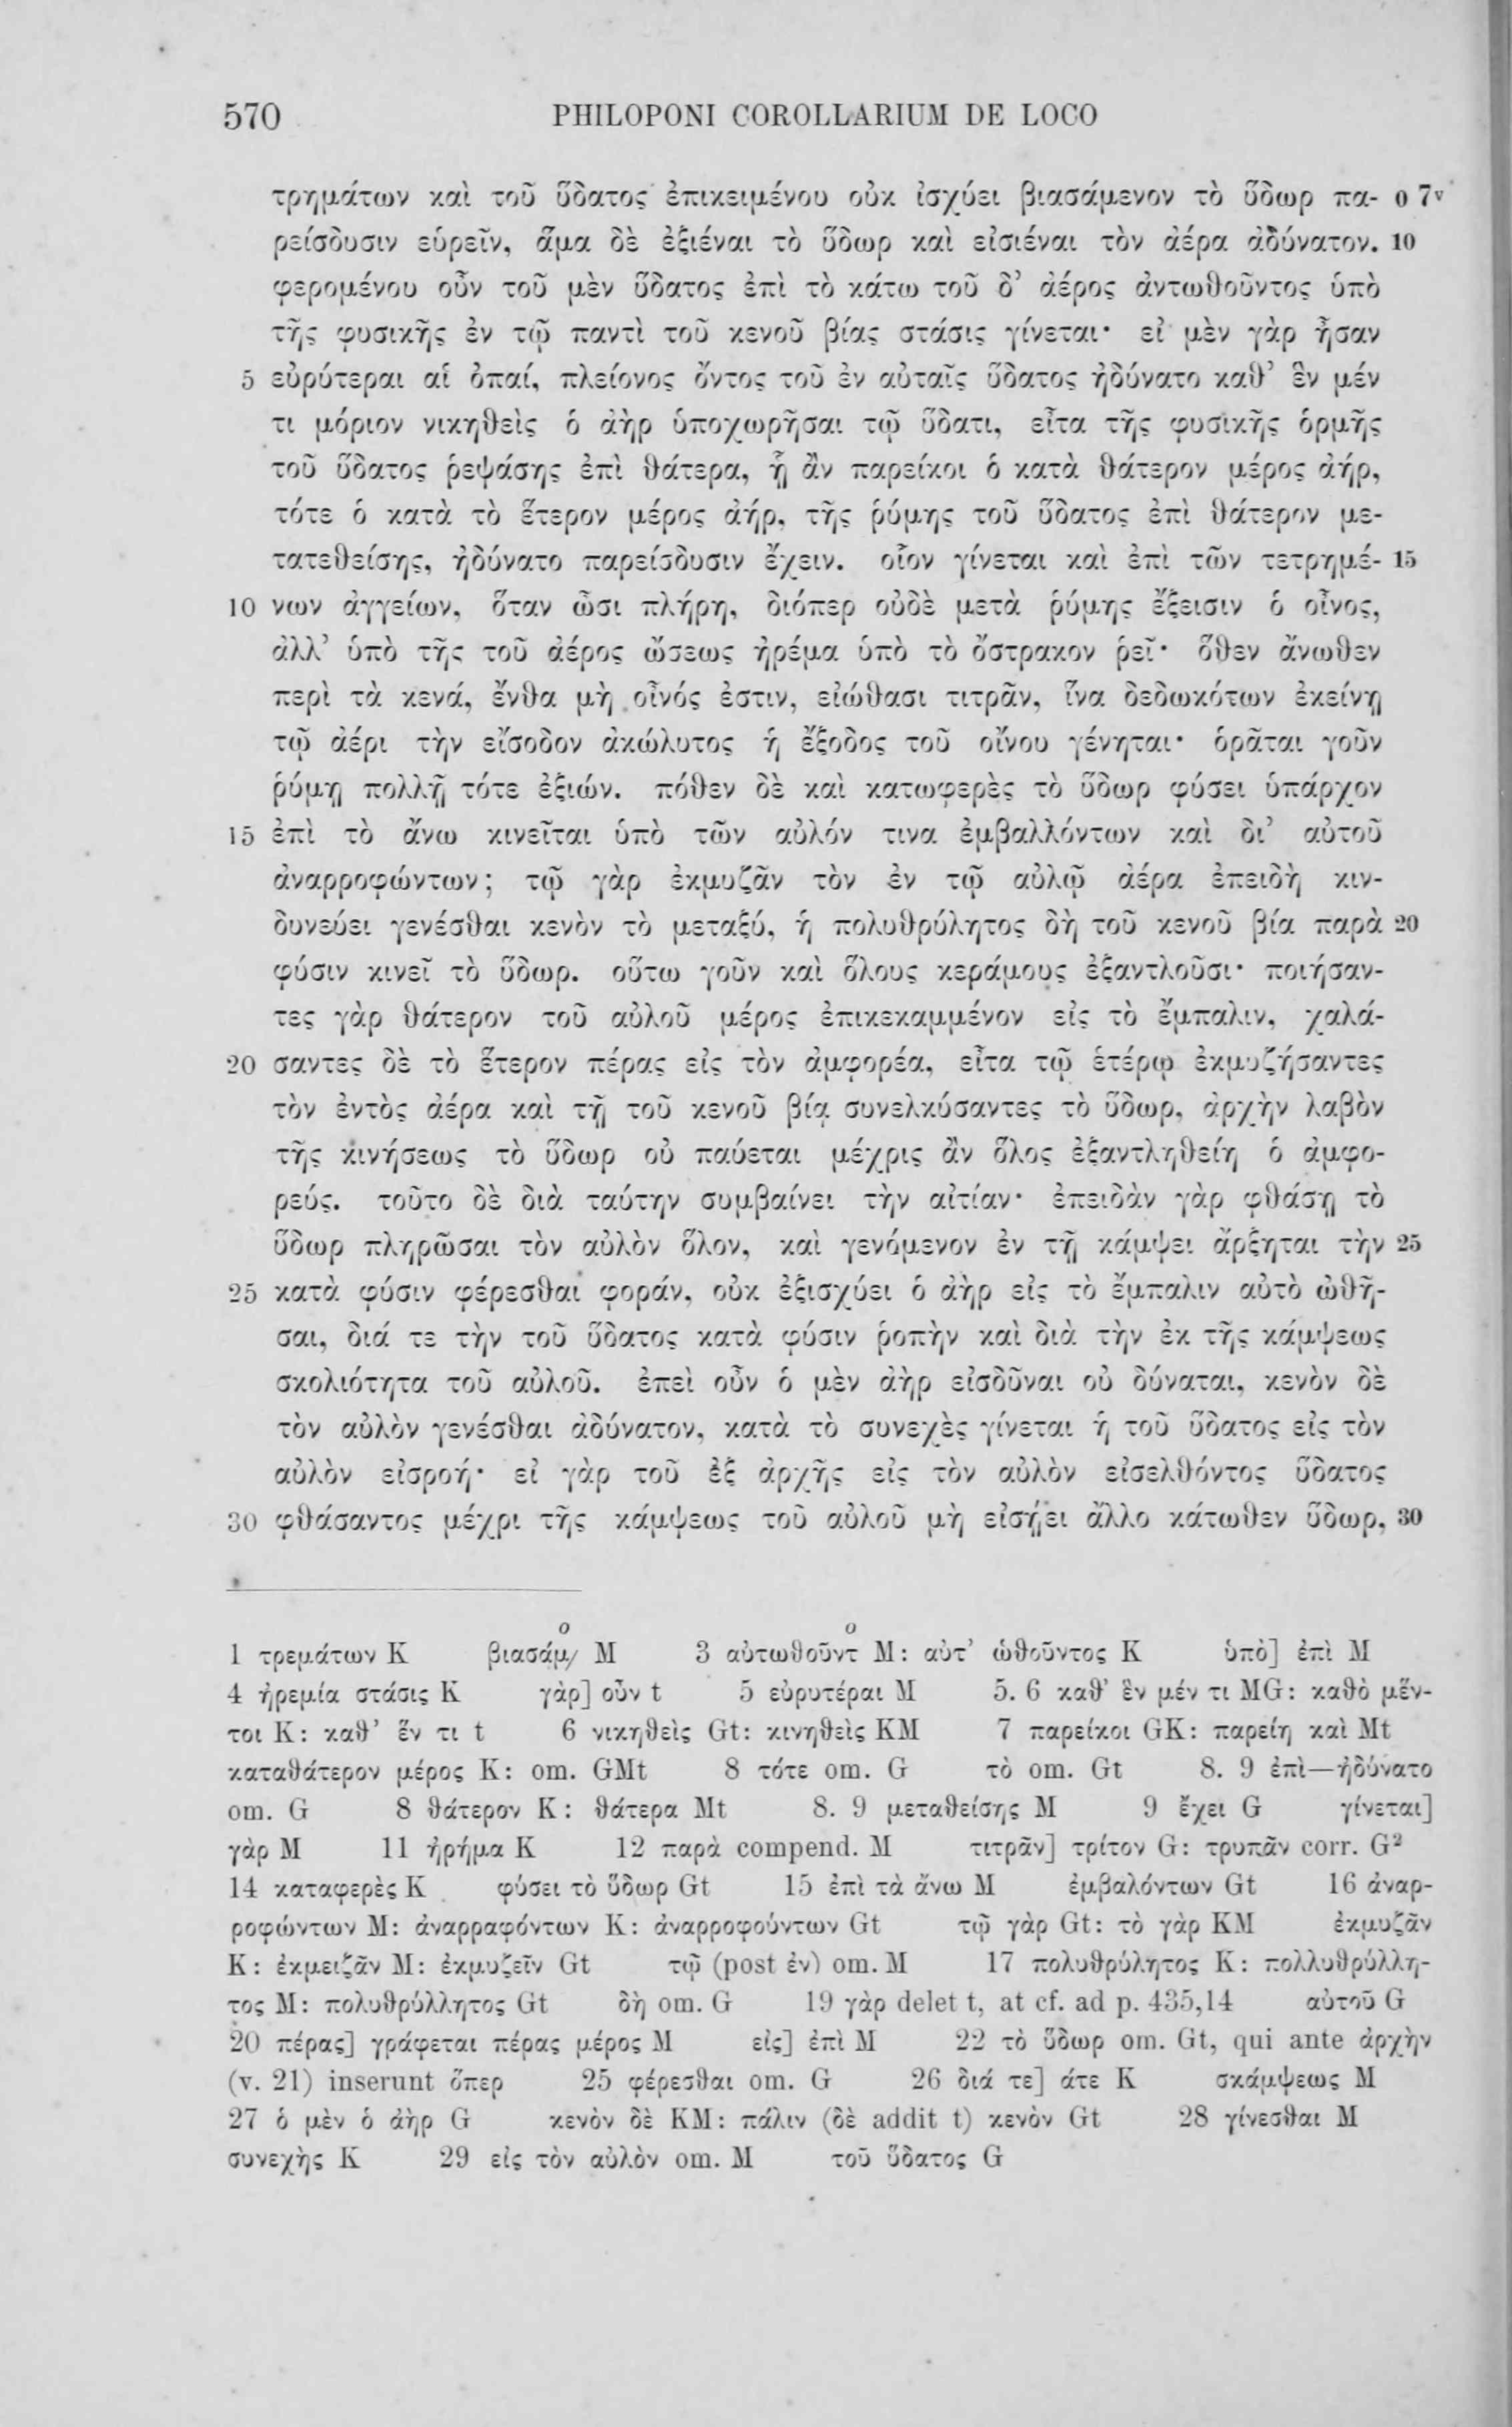 570 PHILOPONI COROLLARIUM DE LOCO
τρημάτων καὶ τοῦ ὕδατος ἐπικειμένου οὐκ ἰσχύει βιασάμενον τὸ ὕδωρ πα- o 7v
ρείσδυσιν εὑρεῖν, ἅμα δὲ ἐξιέναι τὸ ὕδωρ καὶ εἰσιέναι τὸν ἀέρα ἀδύνατον. 10
φερομένου οὖν τοῦ μὲν ὕδατος ἐπὶ τὸ κάτω τοῦ δ’ ἀέρος ἀντωθοῦντος ὑπὸ
τῆς φυσικῆς ἐν τῷ παντὶ τοῦ κενοῦ βίας στάσις γίνεται· εἰ μὲν γὰρ ἦσαν
5 εὐρύτεραι αἱ ὀπαί, πλείονος ὄντος τοῦ ἐν αὐταῖς ὕδατος ἠδύνατο καθ’ ἓν μέν
τι μόριον νικηθεὶς ὁ ἀὴρ ὑποχωρῆσαι τῷ ὕδατι, εἶτα τῆς φυσικῆς ὁρμῆς
τοῦ ὕδατος ῥεψάσης ἐπὶ θάτερα, ᾗ ἂν παρείκοι ὁ κατὰ θάτερον μέρος ἀήρ,
τότε ὁ κατὰ τὸ ἕτερον μέρος ἀήρ, τῆς ῥύμης τοῦ ὕδατος ἐπὶ θάτερον με-
τατεθείσης, ἠδύνατο παρείσδυσιν ἔχειν. οἷον γίνεται καὶ ἐπὶ τῶν τετρημέ- 15
10 νων ἀγγείων, ὅταν ὦσι πλήρη, διόπερ οὐδὲ μετὰ ῥύμης ἔξεισιν ὁ οἶνος,
ἀλλ’ ὑπὸ τῆς τοῦ ἀέρος ὤσεως ἠρέμα ὑπὸ τὸ ὄστρακον ῥεῖ· ὅθεν ἄνωθεν
περὶ τὰ κενά, ἔνθα μὴ οἶνός ἐστιν, εἰώθασι τιτρᾶν, ἵνα δεδωκότων ἐκείνῃ
τῷ ἀέρι τὴν εἴσοδον ἀκώλυτος ἡ ἔξοδος τοῦ οἴνου γένηται· ὁρᾶται γοῦν
ῥύμῃ πολλῇ τότε ἐξιών. πόθεν δὲ καὶ κατωφερὲς τὸ ὕδωρ φύσει ὑπάρχον
15 ἐπὶ τὸ ἄνω κινεῖται ὑπὸ τῶν αὐλόν τινα ἐμβαλλόντων καὶ δι’ αὐτοῦ
ἀναρροφώντων; τῷ γὰρ ἐκμυζᾶν τὸν ἐν τῷ αὐλῷ ἀέρα ἐπειδὴ κιν-
δυνεύει γενέσθαι κενὸν τὸ μεταξύ, ἡ πολυθρύλητος δὴ τοῦ κενοῦ βία παρὰ 20
φύσιν κινεῖ τὸ ὕδωρ. οὕτω γοῦν καὶ ὅλους κεράμους ἐξαντλοῦσι· ποιήσαν-
τες γὰρ θάτερον τοῦ αὐλοῦ μέρος ἐπικεκαμμένον εἰς τὸ ἔμπαλιν, χαλά-
20 σαντες δὲ τὸ ἕτερον πέρας εἰς τὸν ἀμφορέα, εἶτα τῷ ἑτέρῳ ἐκμυζήσαντες
τὸν ἐντὸς ἀέρα καὶ τῇ τοῦ κενοῦ βίᾳ συνελκύσαντες τὸ ὕδωρ, ἀρχὴν λαβὸν
τῆς κινήσεως τὸ ὕδωρ οὐ παύεται μέχρις ἂν ὅλος ἐξαντληθείη ὁ ἀμφο-
ρεύς. τοῦτο δὲ διὰ ταύτην συμβαίνει τὴν αἰτίαν· ἐπειδὰν γὰρ φθάσῃ τὸ
ὕδωρ πληρῶσαι τὸν αὐλὸν ὅλον, καὶ γενόμενον ἐν τῇ κάμψει ἄρξηται τὴν 25
25 κατὰ φύσιν φέρεσθαι φοράν, οὐκ ἐξισχύει ὁ ἀὴρ εἰς τὸ ἔμπαλιν αὐτὸ ὠθῆ-
σαι, διά τε τὴν τοῦ ὕδατος κατὰ φύσιν ῥοπὴν καὶ διὰ τὴν ἐκ τῆς κάμψεως
σκολιότητα τοῦ αὐλοῦ. ἐπεὶ οὖν ὁ μὲν ἀὴρ εἰσδῦναι οὐ δύναται, κενὸν δὲ
τὸν αὐλὸν γενέσθαι ἀδύνατον, κατὰ τὸ συνεχὲς γίνεται ἡ τοῦ ὕδατος εἰς τὸν
αὐλὸν εἰσροή· εἰ γὰρ τοῦ ἐξ ἀρχῆς εἰς τὸν αὐλὸν εἰσελθόντος ὕδατος
30 φθάσαντος μέχρι τῆς κάμψεως τοῦ αὐλοῦ μὴ εἰσῄει ἄλλο κάτωθεν ὕδωρ, 30
1 τρεμάτων K βιασάμ/ο M 3 αὐτωθοῦντο M: αὐτ’ ὠθοῦντος K ὑπὸ] ἐπὶ M
4 ἠρεμία στάσις K γὰρ] οὖν t 5 εὐρυτέραι M 5. 6 καθ’ ἓν μέν τι MG: καθὸ μἕν-
τοι K: καθ’ ἕν τι t 6 νικηθεὶς Gt: κινηθεὶς KM 7 παρείκοι GK: παρείη καὶ Mt
καταθάτερον μέρος K: om. GMt 8 τότε om. G τὸ om. Gt 8. 9 ἐπὶ—ἠδύνατο
om. G 8 θάτερον K: θάτερα Mt 8. 9 μεταθείσης M 9 ἔχει G γίνεται]
γὰρ M 11 ἠρήμα K 12 παρὰ compend. M τιτρᾶν] τρίτον G: τρυπᾶν corr. G²
14 καταφερὲς K φύσει τὸ ὕδωρ Gt 15 ἐπὶ τὰ ἄνω M ἐμβαλόντων Gt 16 ἀναρ-
ροφώντων M: ἀναρραφόντων K: ἀναρροφούντων Gt τῷ γὰρ Gt: τὸ γὰρ KM ἐκμυζᾶν
K: ἐκμειζᾶν M: ἐκμυζεῖν Gt τῷ (post ἐν) om. M 17 πολυθρύλητος K: πολλυθρύλλη-
τος M: πολυθρύλλητος Gt δὴ om. G 19 γὰρ delet t, at cf. ad p. 435,14 αὐτοῦ G
20 πέρας] γράφεται πέρας μέρος M εἰς] ἐπὶ M 22 τὸ ὕδωρ om. Gt, qui ante ἀρχὴν
(v. 21) inserunt ὅπερ 25 φέρεσθαι om. G 26 διά τε] άτε K σκάμψεως M
27 ὁ μὲν ὁ ἀὴρ G κενὸν δὲ KM: πάλιν (δὲ addit t) κενὸν Gt 28 γίνεσθαι M
συνεχὴς K 29 εἰς τὸν αὐλὸν om. M τοῦ ὕδατος G